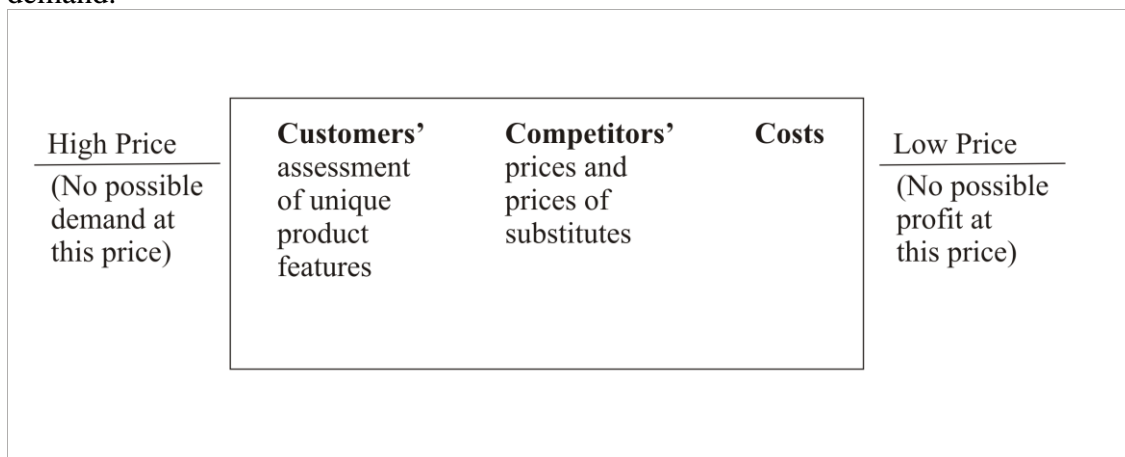 demand.
High Price
(No possible
demand at
this price)
Customers’
assessment
of unique
product
features
Competitors’
prices and
prices of
substitutes
Costs
Low Price
(No possible
profit at
this price)